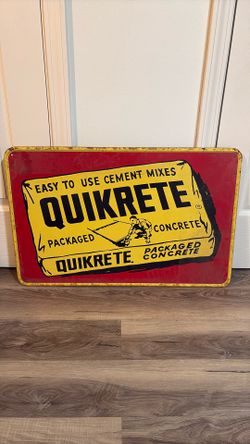 EASY TO USE CEMENT MIXES
QUIKRETE
PACKAGED CONCRETE
QUIKRETE PACKAGED
CONCRETE